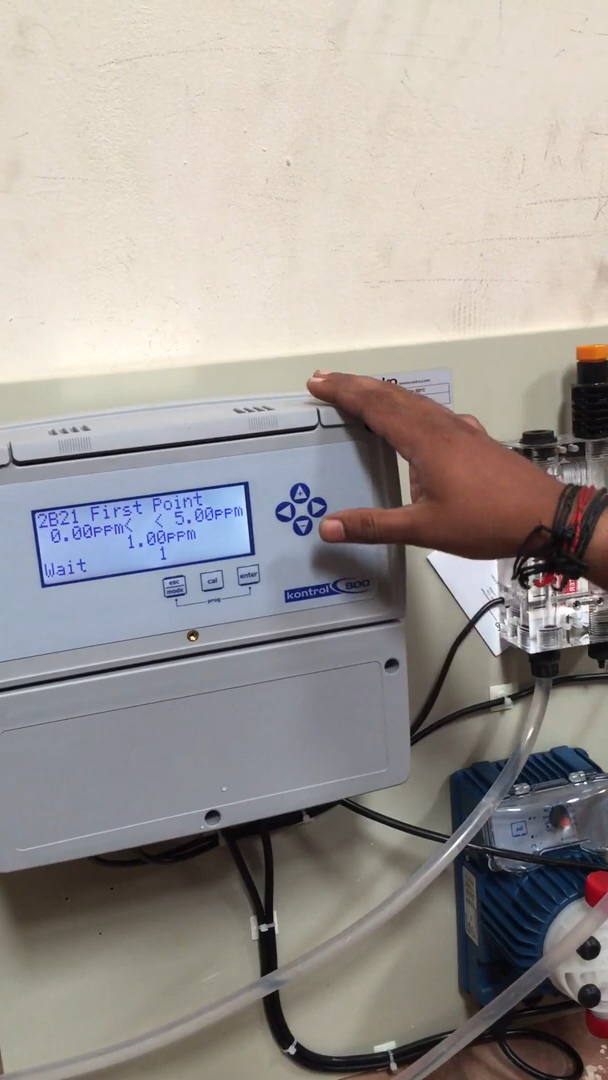 2B21 First Point
0.00ppm< < 5.00ppm
1.00ppm
Wait 1
esc
mode
cal
enter
prog
kontrol 800